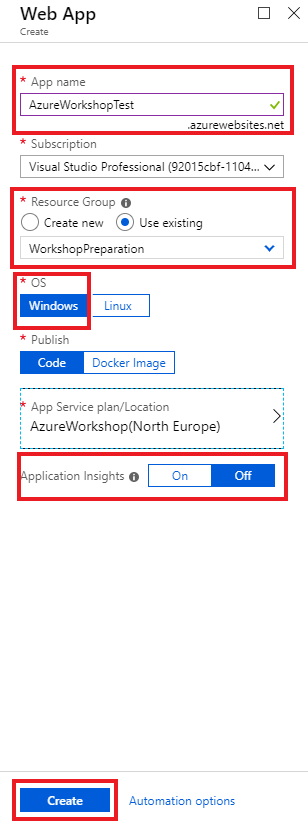 Web App
Create
* App name
AzureWorkshopTest
.azurewebsites.net
* Subscription
Visual Studio Professional (92015cbf-1104...
* Resource Group
Create new Use existing
WorkshopPreparation
* OS
Windows Linux
* Publish
Code Docker Image
* App Service plan/Location
AzureWorkshop(North Europe)
Application Insights On Off
Create Automation options